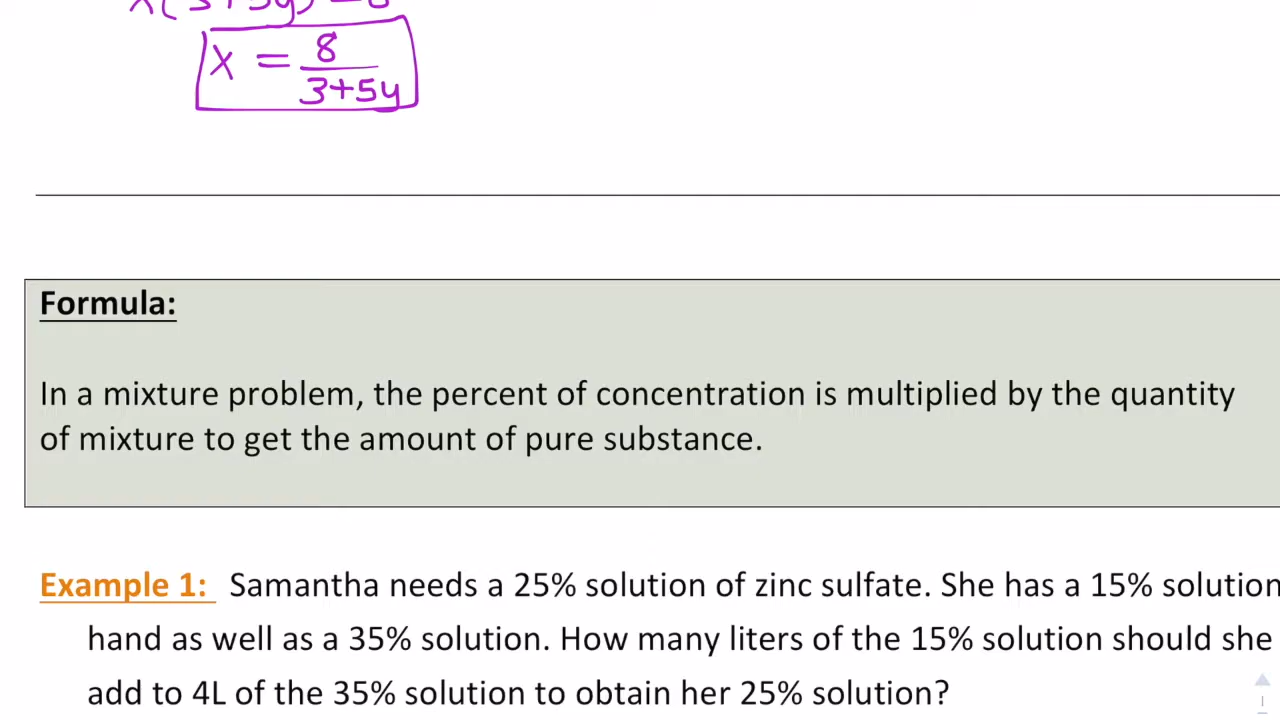 x(3+5y)=8
x = 8
3+5y
Formula:
In a mixture problem, the percent of concentration is multiplied by the quantity
of mixture to get the amount of pure substance.
Example 1: Samantha needs a 25% solution of zinc sulfate. She has a 15% solution
hand as well as a 35% solution. How many liters of the 15% solution should she
add to 4L of the 35% solution to obtain her 25% solution?